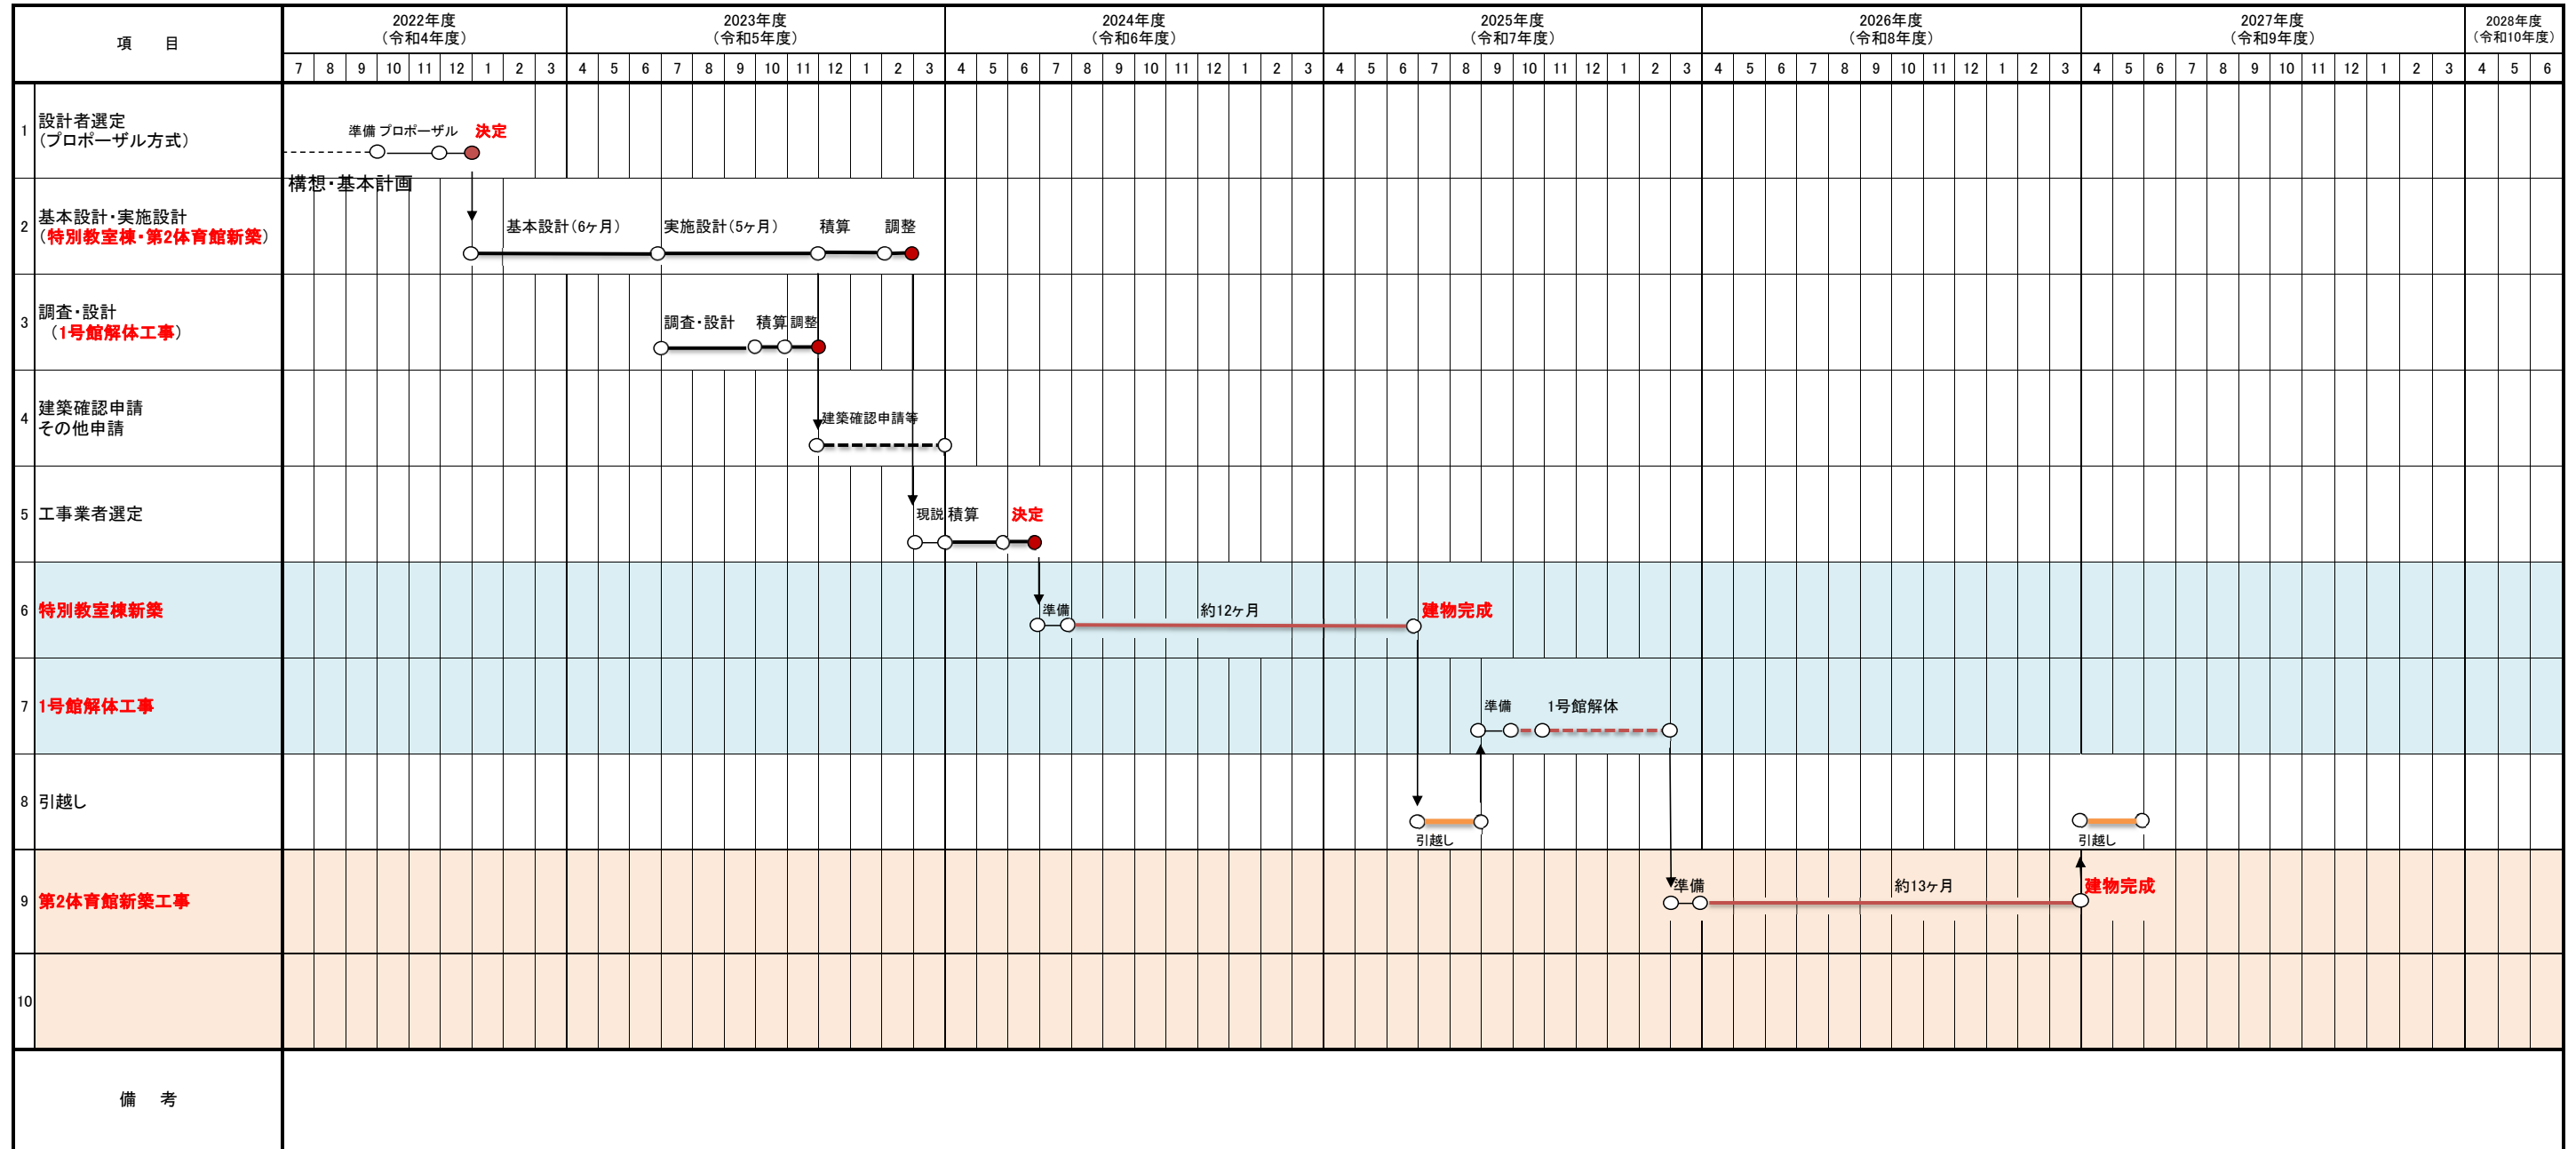 項 目
2022年度
（令和4年度）
2023年度
（令和5年度）
2024年度
（令和6年度）
2025年度
（令和7年度）
2026年度
（令和8年度）
2027年度
（令和9年度）
2028年度
（令和10年度）
7 8 9 10 11 12 1 2 3 4 5 6 7 8 9 10 11 12 1 2 3 4 5 6 7 8 9 10 11 12 1 2 3 4 5 6 7 8 9 10 11 12 1 2 3 4 5 6 7 8 9 10 11 12 1 2 3 4 5 6 7 8 9 10 11 12 1 2 3 4 5 6
1 設計者選定
（プロポーザル方式）
準備 プロポーザル 決定
構想・基本計画
2 基本設計・実施設計
（特別教室棟・第2体育館新築）
基本設計（6ヶ月） 実施設計（5ヶ月） 積算 調整
3 調査・設計
（1号館解体工事）
調査・設計 積算 調整
4 建築確認申請
その他申請
建築確認申請等
5 工事業者選定
現説 積算 決定
6 特別教室棟新築
準備 約12ヶ月 建物完成
7 1号館解体工事
準備 1号館解体
8 引越し
引越し 引越し
9 第2体育館新築工事
準備 約13ヶ月 建物完成
10
備 考